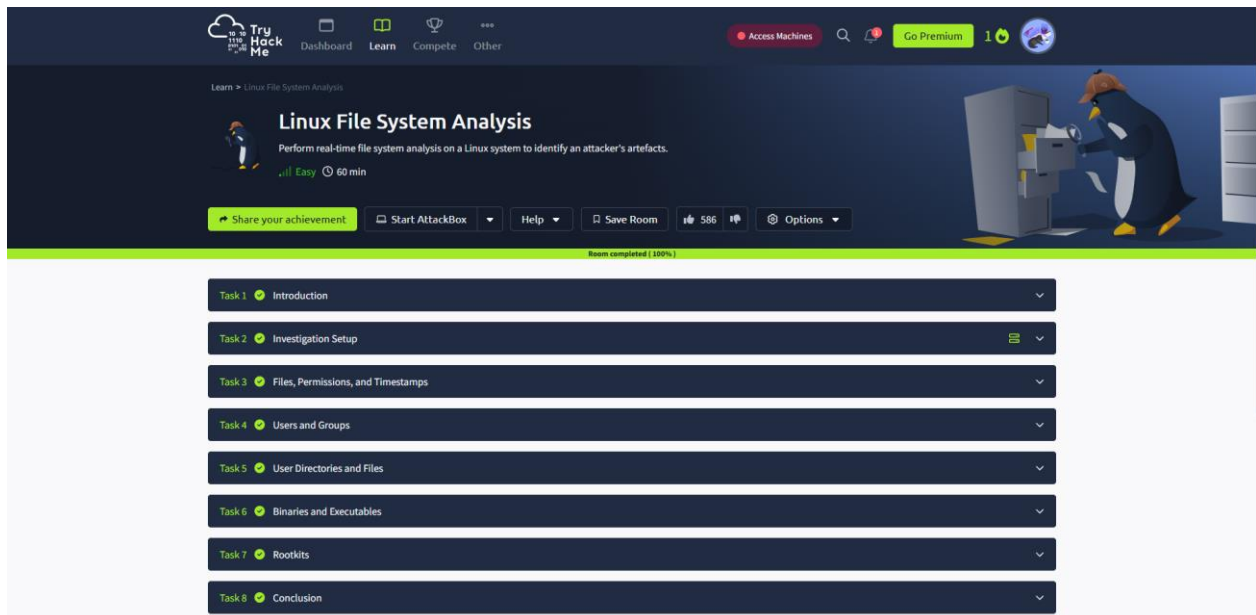 Try
Hack
Me
10 10
1110
Dashboard
Learn
Compete
Other
Access Machines
Go Premium
1
Learn > Linux File System Analysis
Linux File System Analysis
Perform real-time file system analysis on a Linux system to identify an attacker's artefacts.
Easy 60 min
Share your achievement
Start AttackBox
Help
Save Room
586
Options
Room completed ( 100% )
Task 1 Introduction
Task 2 Investigation Setup
Task 3 Files, Permissions, and Timestamps
Task 4 Users and Groups
Task 5 User Directories and Files
Task 6 Binaries and Executables
Task 7 Rootkits
Task 8 Conclusion